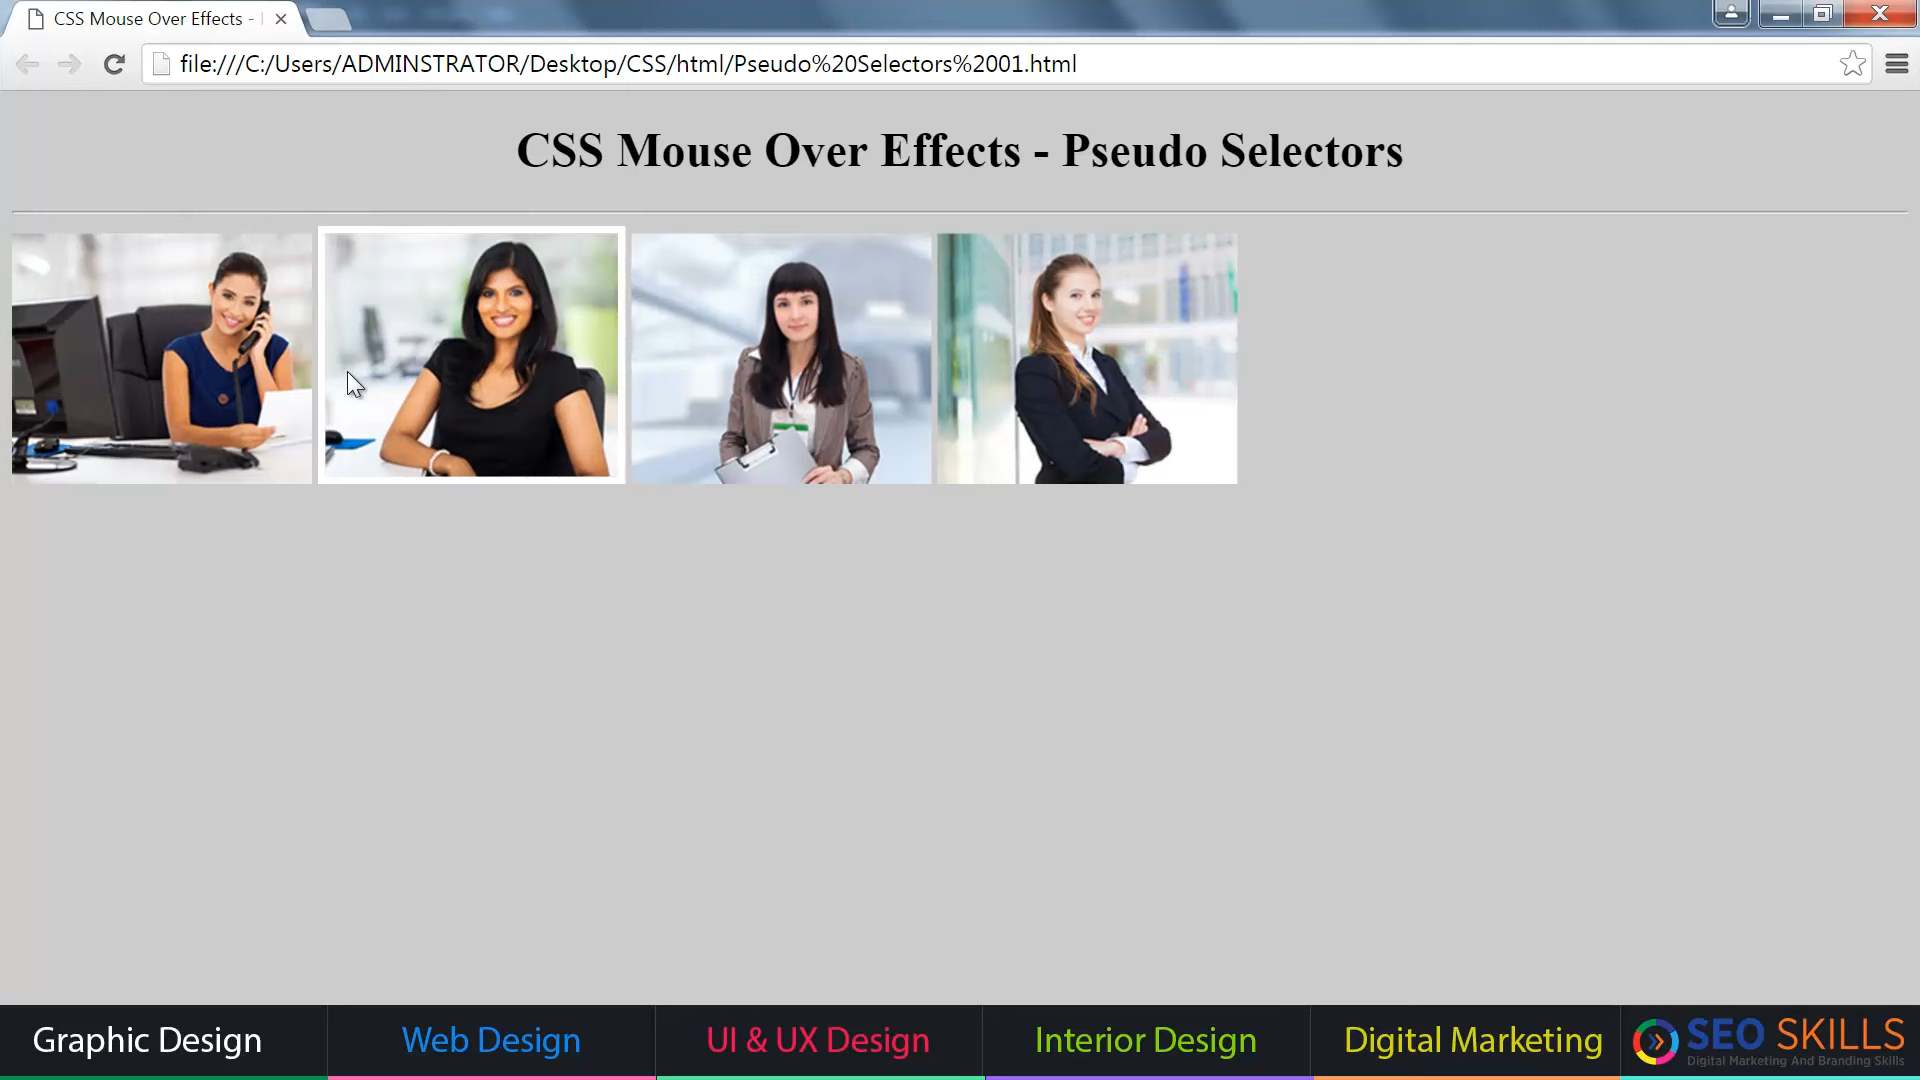 CSS Mouse Over Effects -
file:///C:/Users/ADMINSTRATOR/Desktop/CSS/html/Pseudo%20Selectors%2001.html
CSS Mouse Over Effects - Pseudo Selectors
Graphic Design
Web Design
UI & UX Design
Interior Design
Digital Marketing
SEO SKILLS
Digital Marketing And Branding Skills